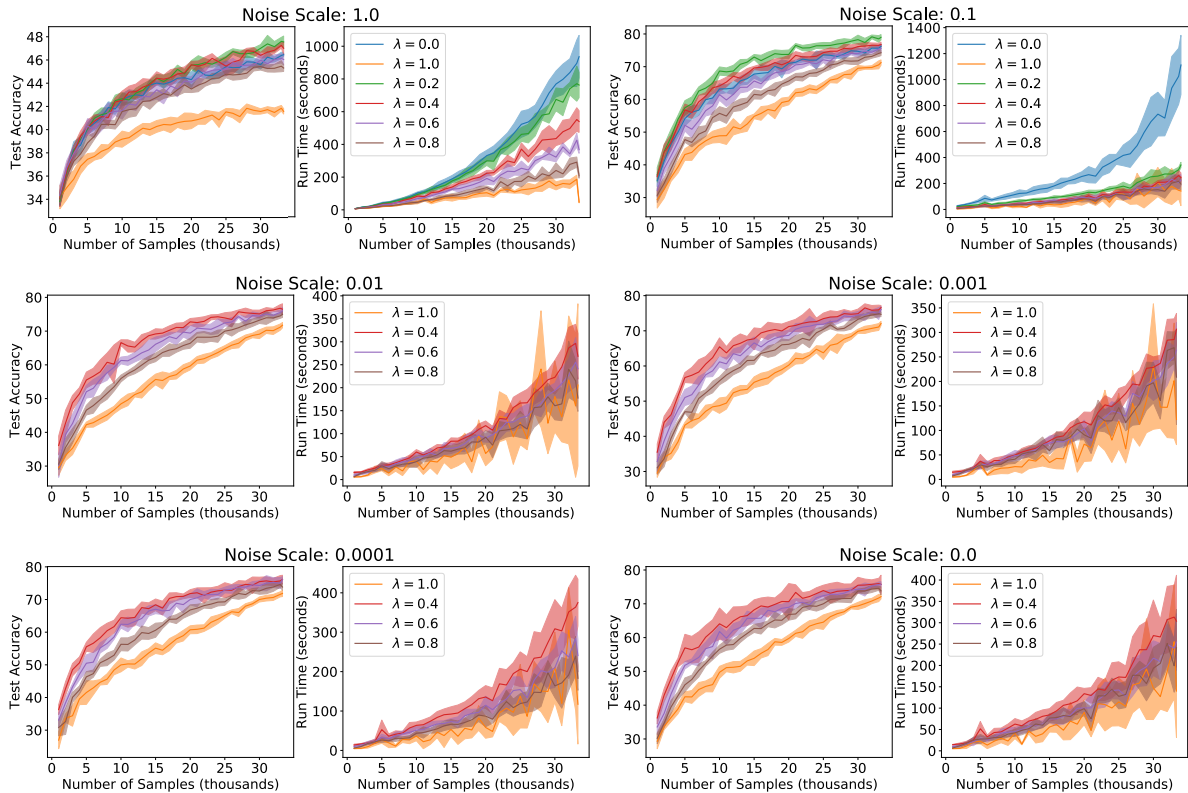 Noise Scale: 1.0
Test Accuracy
48
46
44
42
40
38
36
34
0 5 10 15 20 25 30
Number of Samples (thousands)
Run Time (seconds)
1000
800
600
400
200
0
λ = 0.0
λ = 1.0
λ = 0.2
λ = 0.4
λ = 0.6
λ = 0.8
0 5 10 15 20 25 30
Number of Samples (thousands)
Noise Scale: 0.1
Test Accuracy
80
70
60
50
40
30
0 5 10 15 20 25 30
Number of Samples (thousands)
Run Time (seconds)
1400
1200
1000
800
600
400
200
0
λ = 0.0
λ = 1.0
λ = 0.2
λ = 0.4
λ = 0.6
λ = 0.8
0 5 10 15 20 25 30
Number of Samples (thousands)
Noise Scale: 0.01
Test Accuracy
80
70
60
50
40
30
0 5 10 15 20 25 30
Number of Samples (thousands)
Run Time (seconds)
400
350
300
250
200
150
100
50
0
λ = 1.0
λ = 0.4
λ = 0.6
λ = 0.8
0 5 10 15 20 25 30
Number of Samples (thousands)
Noise Scale: 0.001
Test Accuracy
80
70
60
50
40
30
0 5 10 15 20 25 30
Number of Samples (thousands)
Run Time (seconds)
350
300
250
200
150
100
50
0
λ = 1.0
λ = 0.4
λ = 0.6
λ = 0.8
0 5 10 15 20 25 30
Number of Samples (thousands)
Noise Scale: 0.0001
Test Accuracy
80
70
60
50
40
30
0 5 10 15 20 25 30
Number of Samples (thousands)
Run Time (seconds)
400
300
200
100
0
λ = 1.0
λ = 0.4
λ = 0.6
λ = 0.8
0 5 10 15 20 25 30
Number of Samples (thousands)
Noise Scale: 0.0
Test Accuracy
80
70
60
50
40
30
0 5 10 15 20 25 30
Number of Samples (thousands)
Run Time (seconds)
400
350
300
250
200
150
100
50
0
λ = 1.0
λ = 0.4
λ = 0.6
λ = 0.8
0 5 10 15 20 25 30
Number of Samples (thousands)